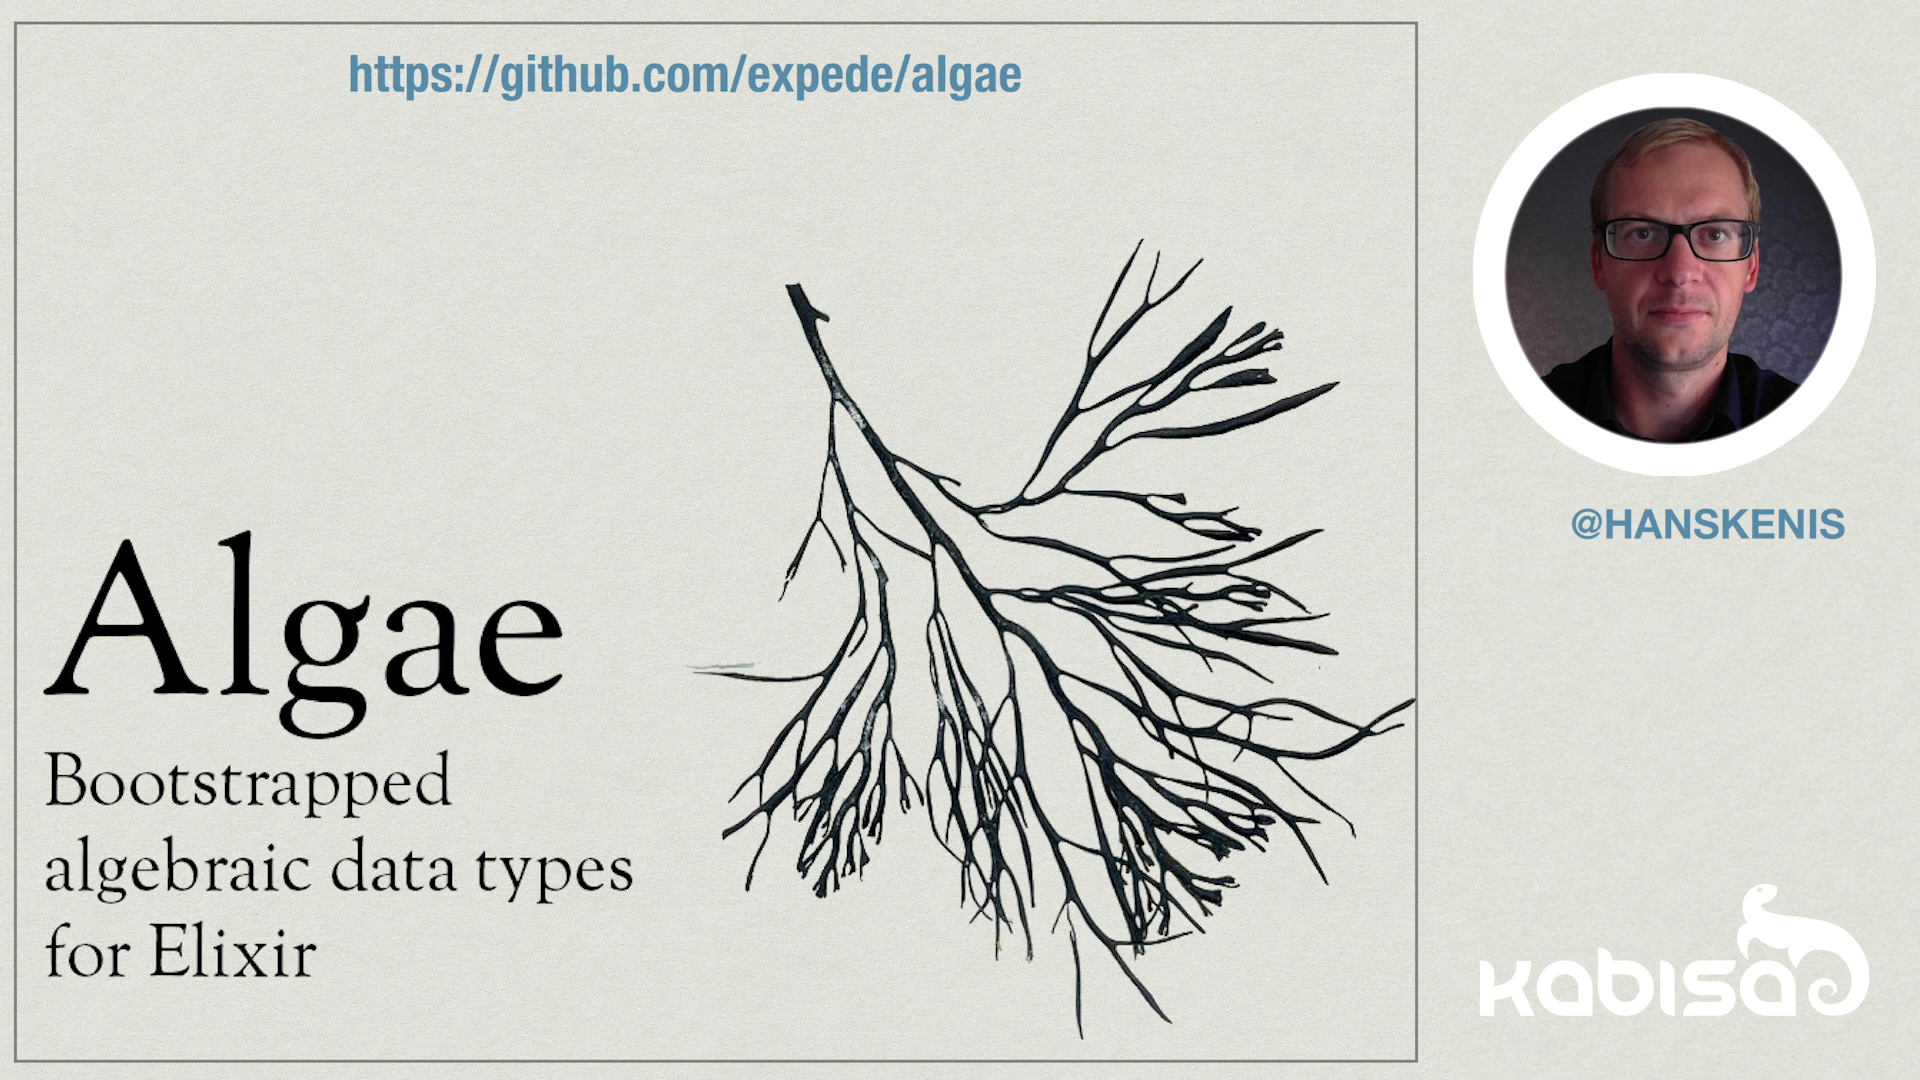 https://github.com/expede/algae
Algae
Bootstrapped
algebraic data types
for Elixir
@HANSKENIS
kabisa